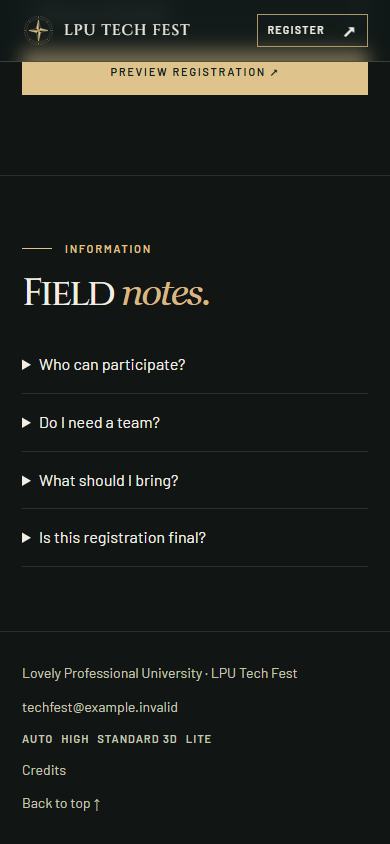 LPU TECH FEST
REGISTER ↗
PREVIEW REGISTRATION ↗
INFORMATION
FIELD notes.
▶ Who can participate?
▶ Do I need a team?
▶ What should I bring?
▶ Is this registration final?
Lovely Professional University · LPU Tech Fest
techfest@example.invalid
AUTO HIGH STANDARD 3D LITE
Credits
Back to top ↑